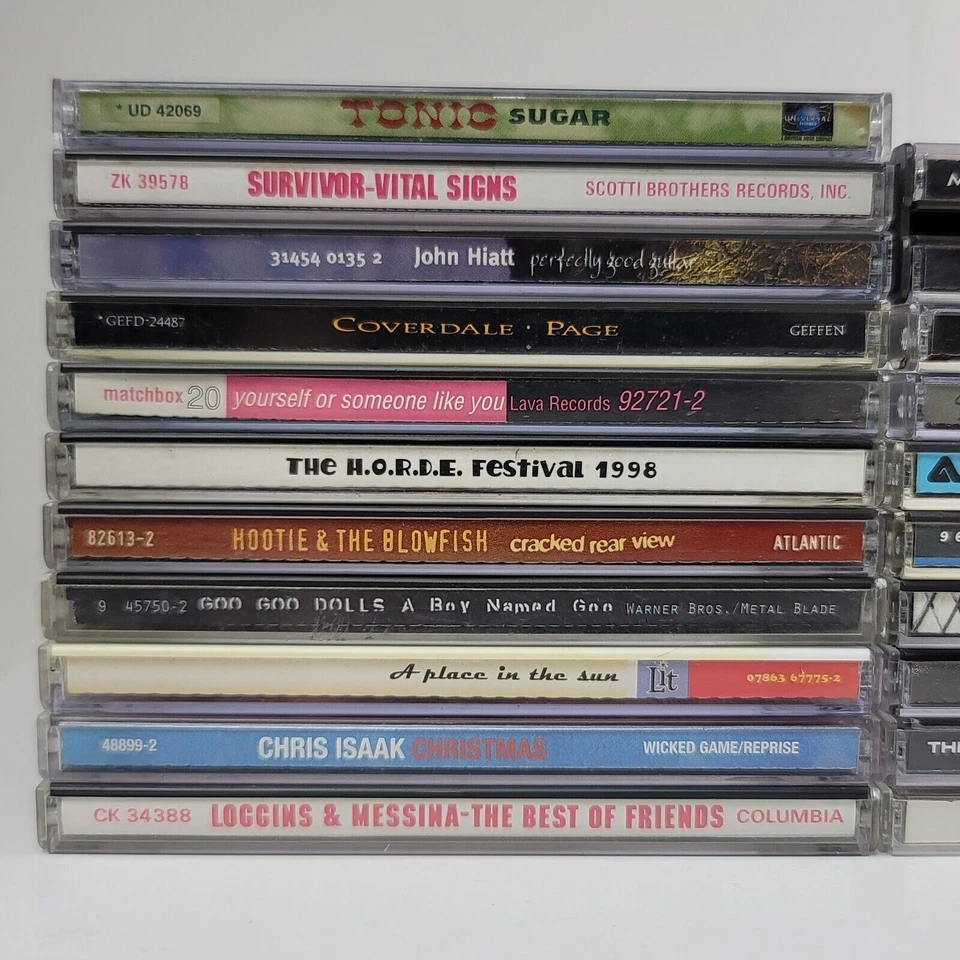 * UD 42069 TONIC SUGAR UNIVERSAL
ZK 39578 SURVIVOR-VITAL SIGNS SCOTTI BROTHERS RECORDS, INC.
31454 0135 2 John Hiatt perfectly good guitar
*GEFD-24487 COVERDALE · PAGE GEFFEN
matchbox 20 yourself or someone like you Lava Records 92721-2
THE H.O.R.D.E. FESTIVAL 1998
82613-2 HOOTIE & THE BLOWFISH cracked rear view ATLANTIC
9 45750-2 GOO GOO DOLLS A Boy Named Goo WARNER BROS./METAL BLADE
A place in the sun Lit 07863 67775-2
48899-2 CHRIS ISAAK CHRISTMAS WICKED GAME/REPRISE
CK 34388 LOGGINS & MESSINA-THE BEST OF FRIENDS COLUMBIA
9 6
TH